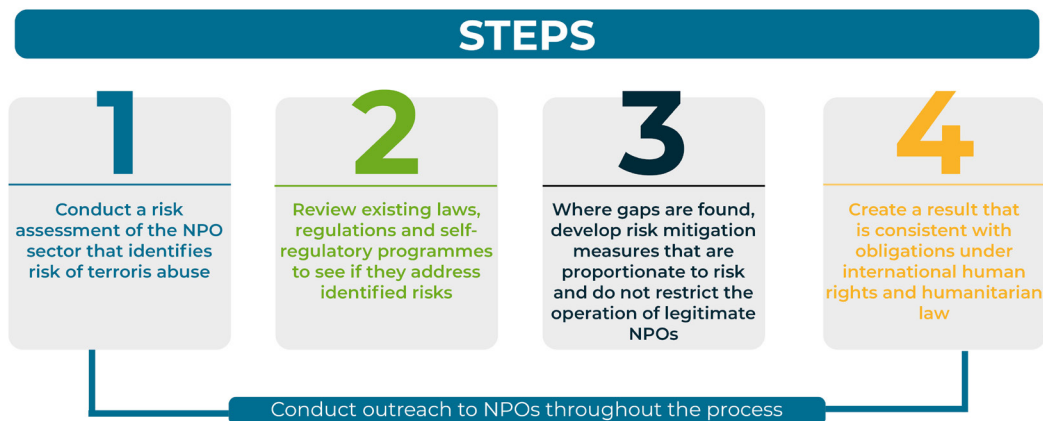 STEPS
1
Conduct a risk
assessment of the NPO
sector that identifies
risk of terroris abuse
2
Review existing laws,
regulations and self-
regulatory programmes
to see if they address
identified risks
3
Where gaps are found,
develop risk mitigation
measures that are
proportionate to risk
and do not restrict the
operation of legitimate
NPOs
4
Create a result that
is consistent with
obligations under
international human
rights and humanitarian
law
Conduct outreach to NPOs throughout the process